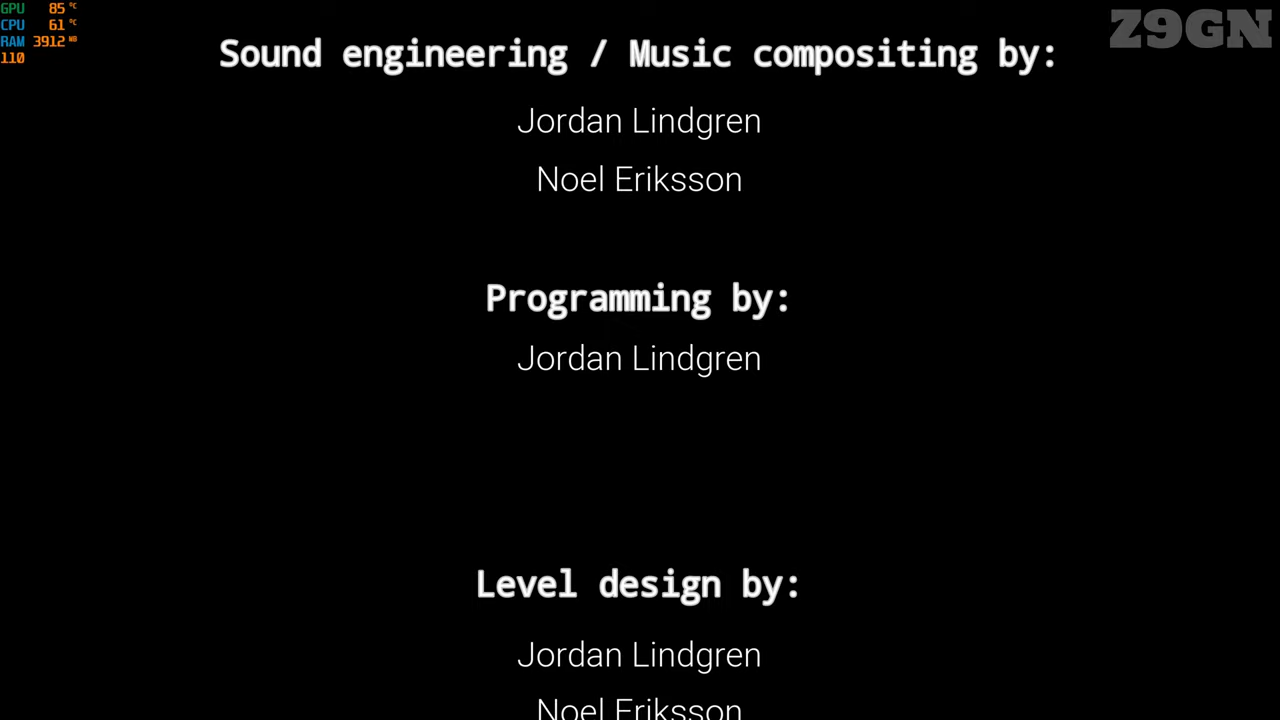 GPU 85 °C
CPU 61 °C
RAM 3912 MB
110
Z9GN
Sound engineering / Music compositing by:
Jordan Lindgren
Noel Eriksson
Programming by:
Jordan Lindgren
Level design by:
Jordan Lindgren
Noel Eriksson